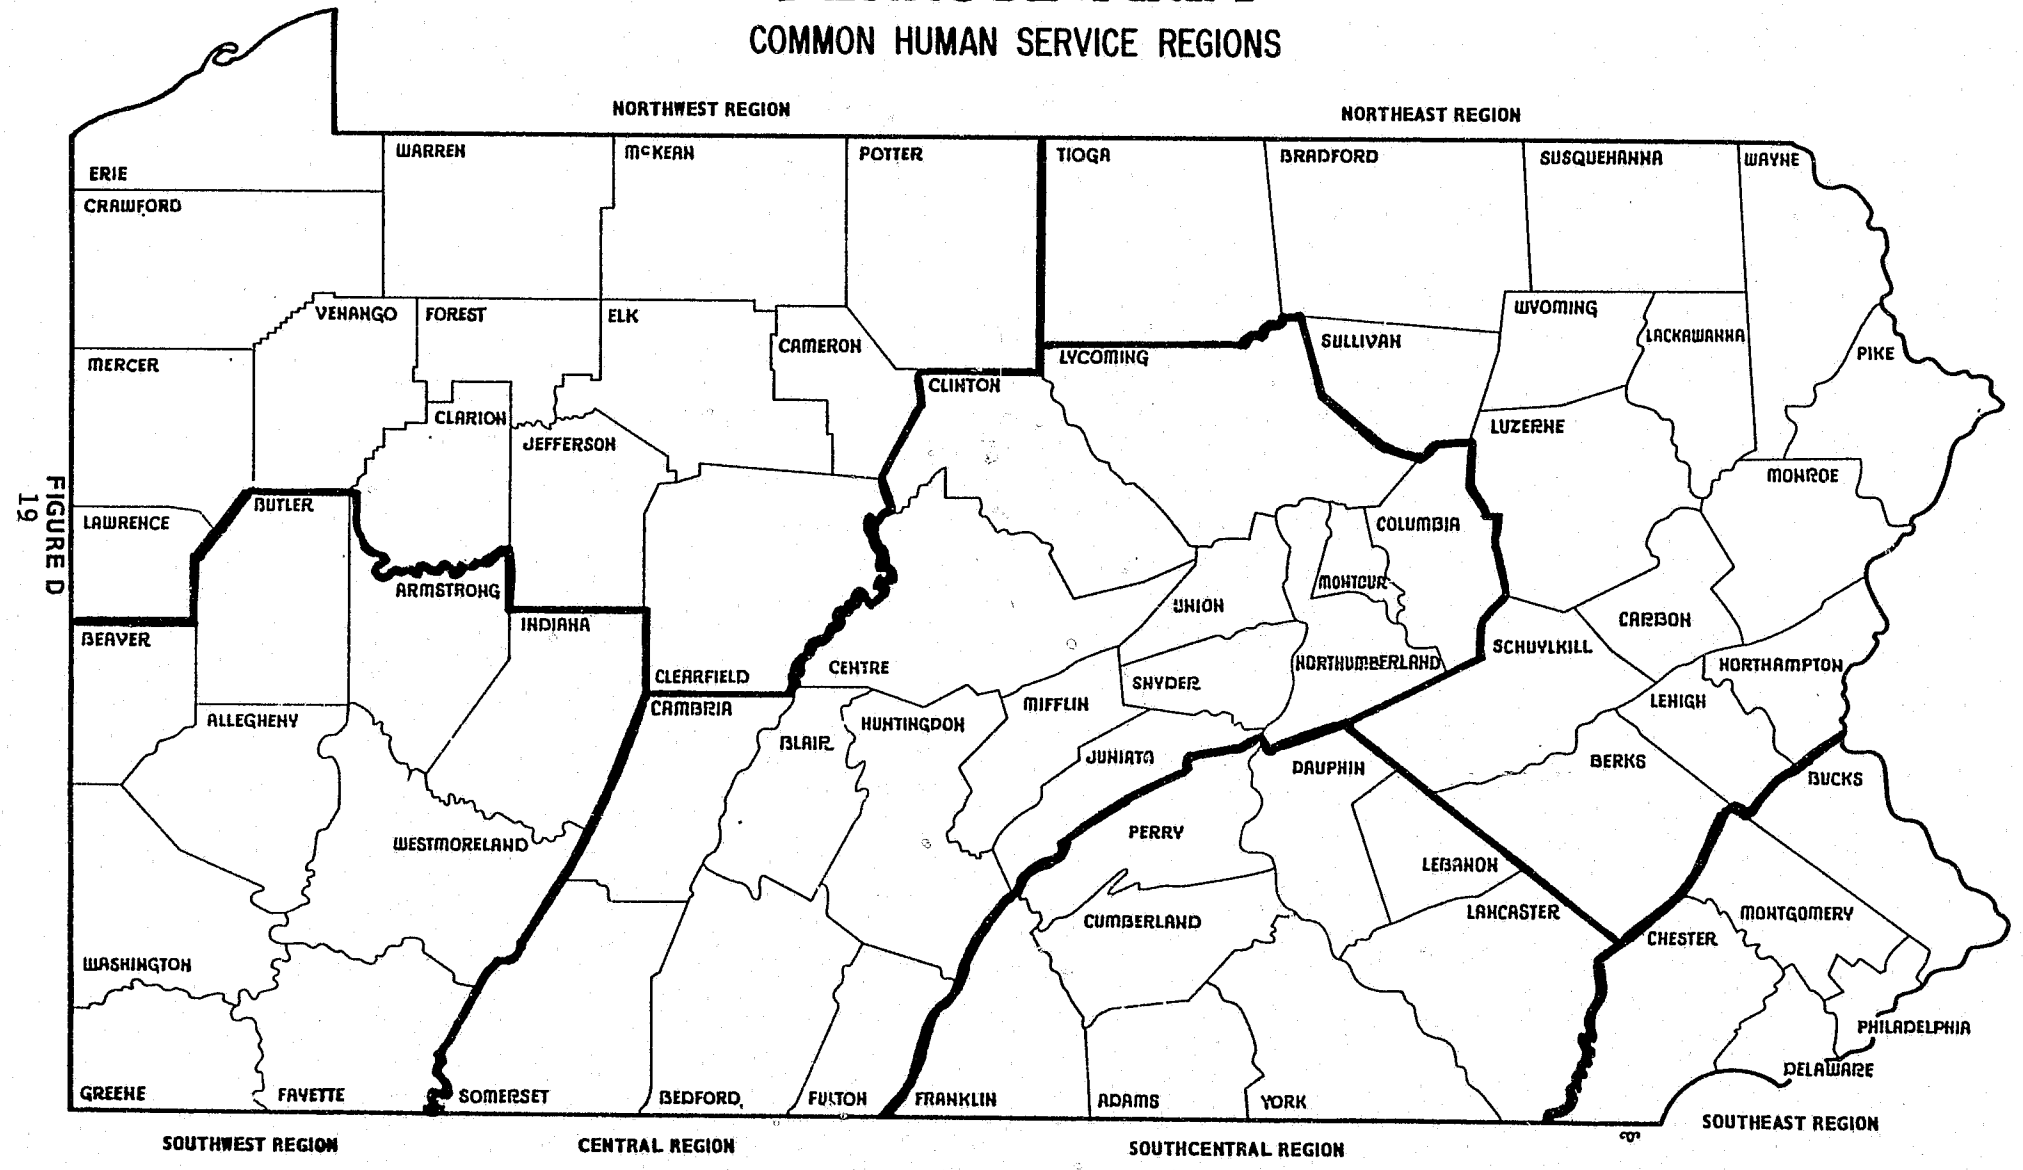 COMMON HUMAN SERVICE REGIONS
NORTHWEST REGION
NORTHEAST REGION
ERIE
WARREN
McKEAN
POTTER
TIOGA
BRADFORD
SUSQUEHANNA
WAYNE
CRAWFORD
VENANGO
FOREST
ELK
CAMERON
LYCOMING
SULLIVAN
WYOMING
LACKAWANNA
PIKE
MERCER
CLINTON
CLARION
JEFFERSON
LUZERNE
MONROE
LAWRENCE
BUTLER
COLUMBIA
ARMSTRONG
MONTOUR
UNION
CARBON
BEAVER
INDIANA
CLEARFIELD
CENTRE
NORTHUMBERLAND
SCHUYLKILL
NORTHAMPTON
SNYDER
LEHIGH
ALLEGHENY
CAMBRIA
BLAIR
HUNTINGDON
MIFFLIN
JUNIATA
DAUPHIN
BERKS
BUCKS
WESTMORELAND
PERRY
LEBANON
CUMBERLAND
LANCASTER
CHESTER
MONTGOMERY
WASHINGTON
PHILADELPHIA
DELAWARE
GREENE
FAYETTE
SOMERSET
BEDFORD
FULTON
FRANKLIN
ADAMS
YORK
SOUTHWEST REGION
CENTRAL REGION
SOUTHCENTRAL REGION
SOUTHEAST REGION
FIGURE D
19